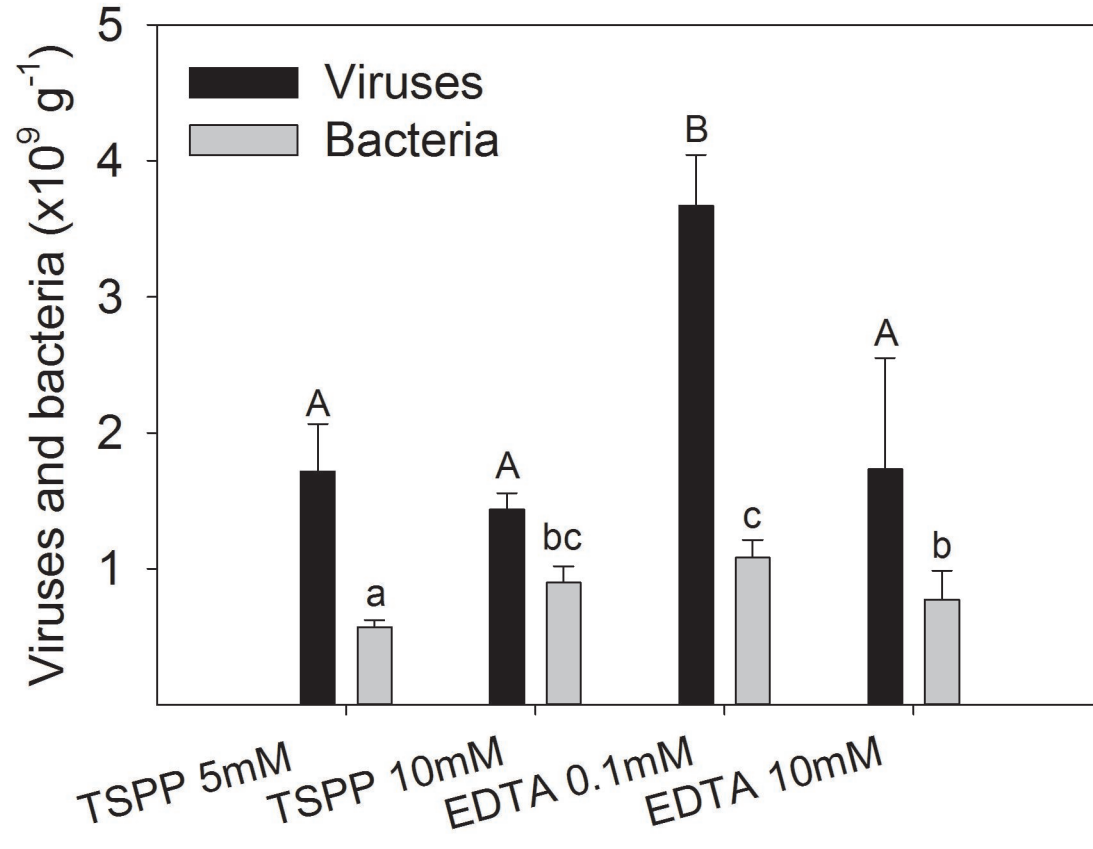 Viruses and bacteria (x10⁹ g⁻¹)
5
4
3
2
1
Viruses
Bacteria
A
a
A
bc
B
c
A
b
TSPP 5mM
TSPP 10mM
EDTA 0.1mM
EDTA 10mM